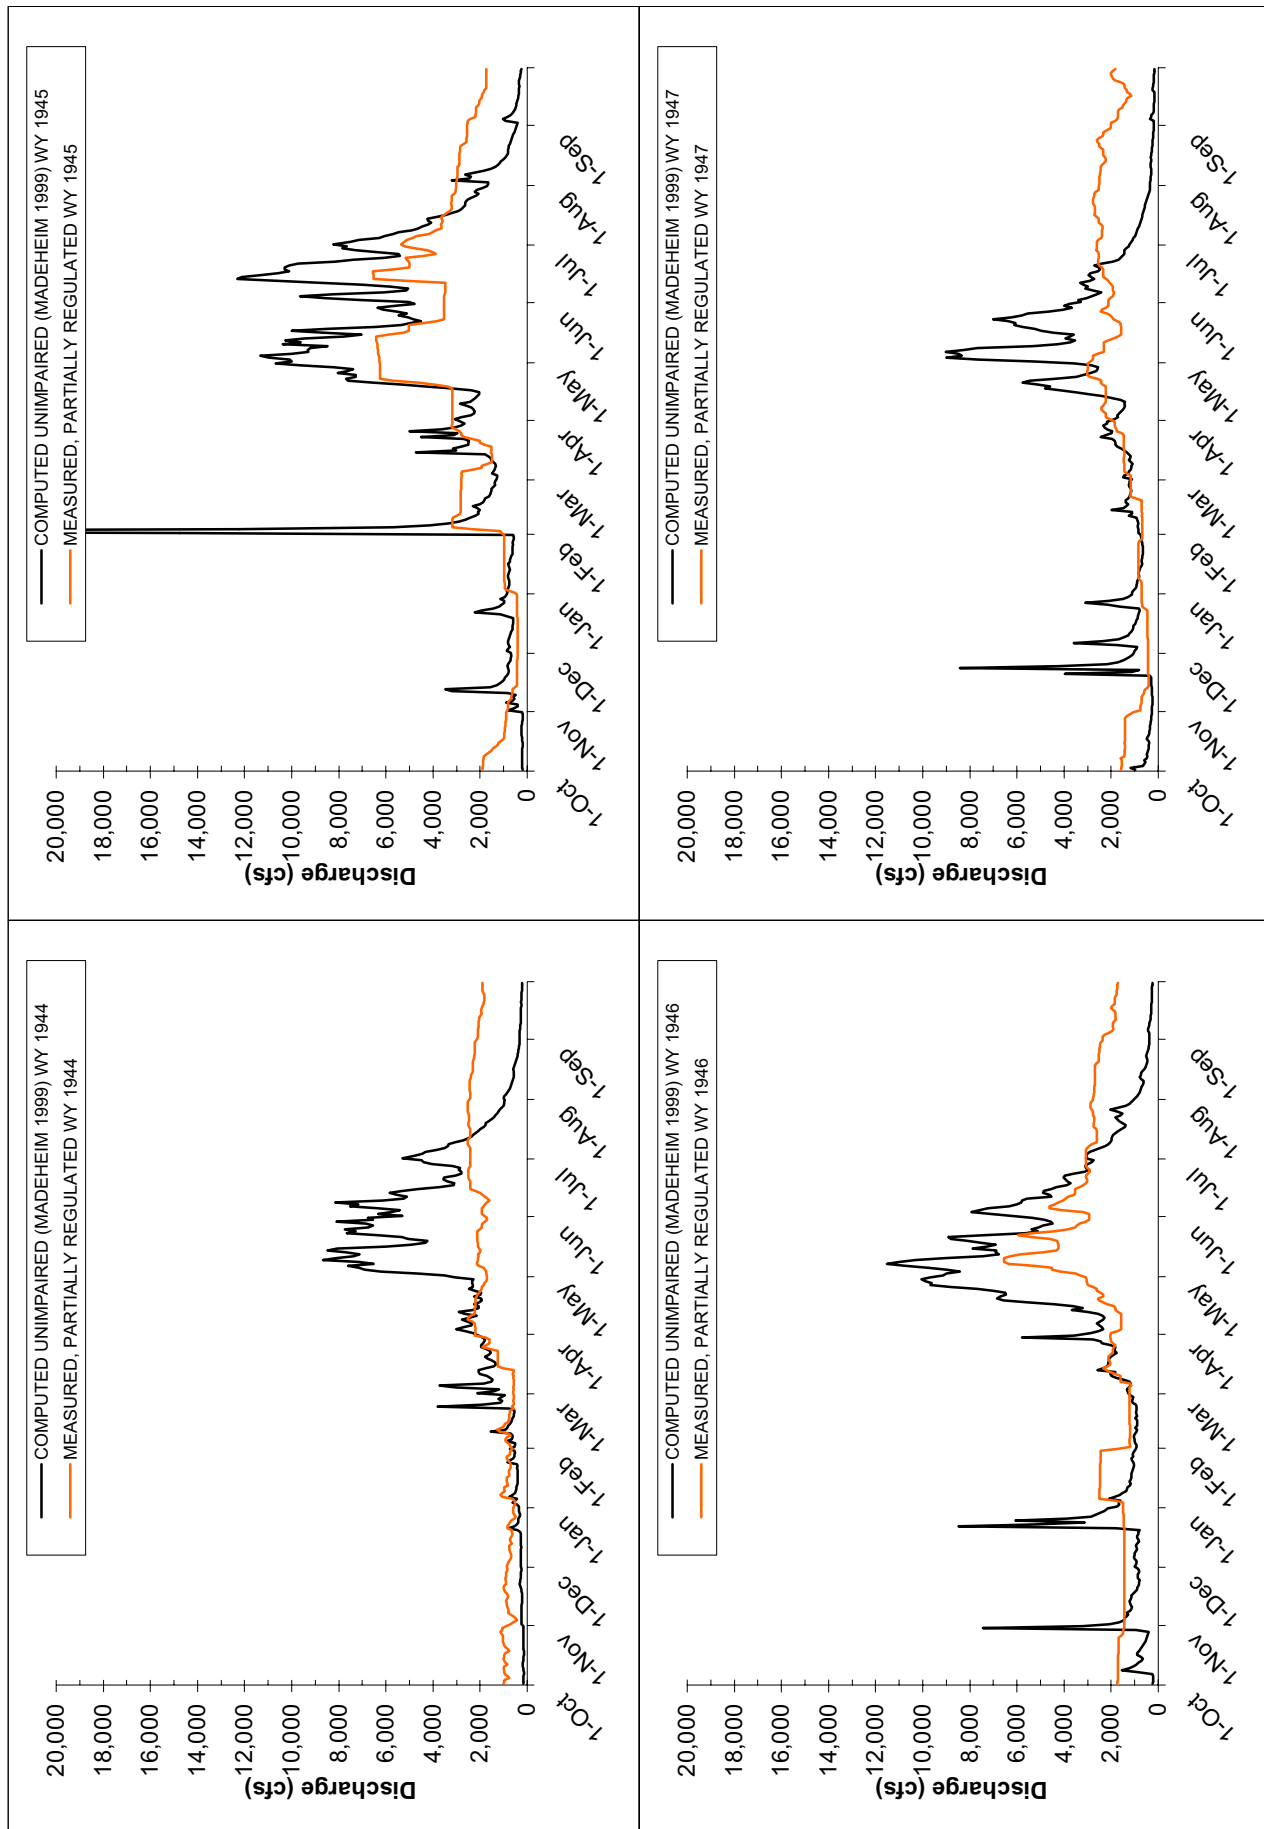 COMPUTED UNIMPAIRED (MADEHEIM 1999) WY 1944
MEASURED, PARTIALLY REGULATED WY 1944
Discharge (cfs)
20,000
18,000
16,000
14,000
12,000
10,000
8,000
6,000
4,000
2,000
0
1-Oct
1-Nov
1-Dec
1-Jan
1-Feb
1-Mar
1-Apr
1-May
1-Jun
1-Jul
1-Aug
1-Sep
COMPUTED UNIMPAIRED (MADEHEIM 1999) WY 1945
MEASURED, PARTIALLY REGULATED WY 1945
Discharge (cfs)
20,000
18,000
16,000
14,000
12,000
10,000
8,000
6,000
4,000
2,000
0
1-Oct
1-Nov
1-Dec
1-Jan
1-Feb
1-Mar
1-Apr
1-May
1-Jun
1-Jul
1-Aug
1-Sep
COMPUTED UNIMPAIRED (MADEHEIM 1999) WY 1946
MEASURED, PARTIALLY REGULATED WY 1946
Discharge (cfs)
20,000
18,000
16,000
14,000
12,000
10,000
8,000
6,000
4,000
2,000
0
1-Oct
1-Nov
1-Dec
1-Jan
1-Feb
1-Mar
1-Apr
1-May
1-Jun
1-Jul
1-Aug
1-Sep
COMPUTED UNIMPAIRED (MADEHEIM 1999) WY 1947
MEASURED, PARTIALLY REGULATED WY 1947
Discharge (cfs)
20,000
18,000
16,000
14,000
12,000
10,000
8,000
6,000
4,000
2,000
0
1-Oct
1-Nov
1-Dec
1-Jan
1-Feb
1-Mar
1-Apr
1-May
1-Jun
1-Jul
1-Aug
1-Sep